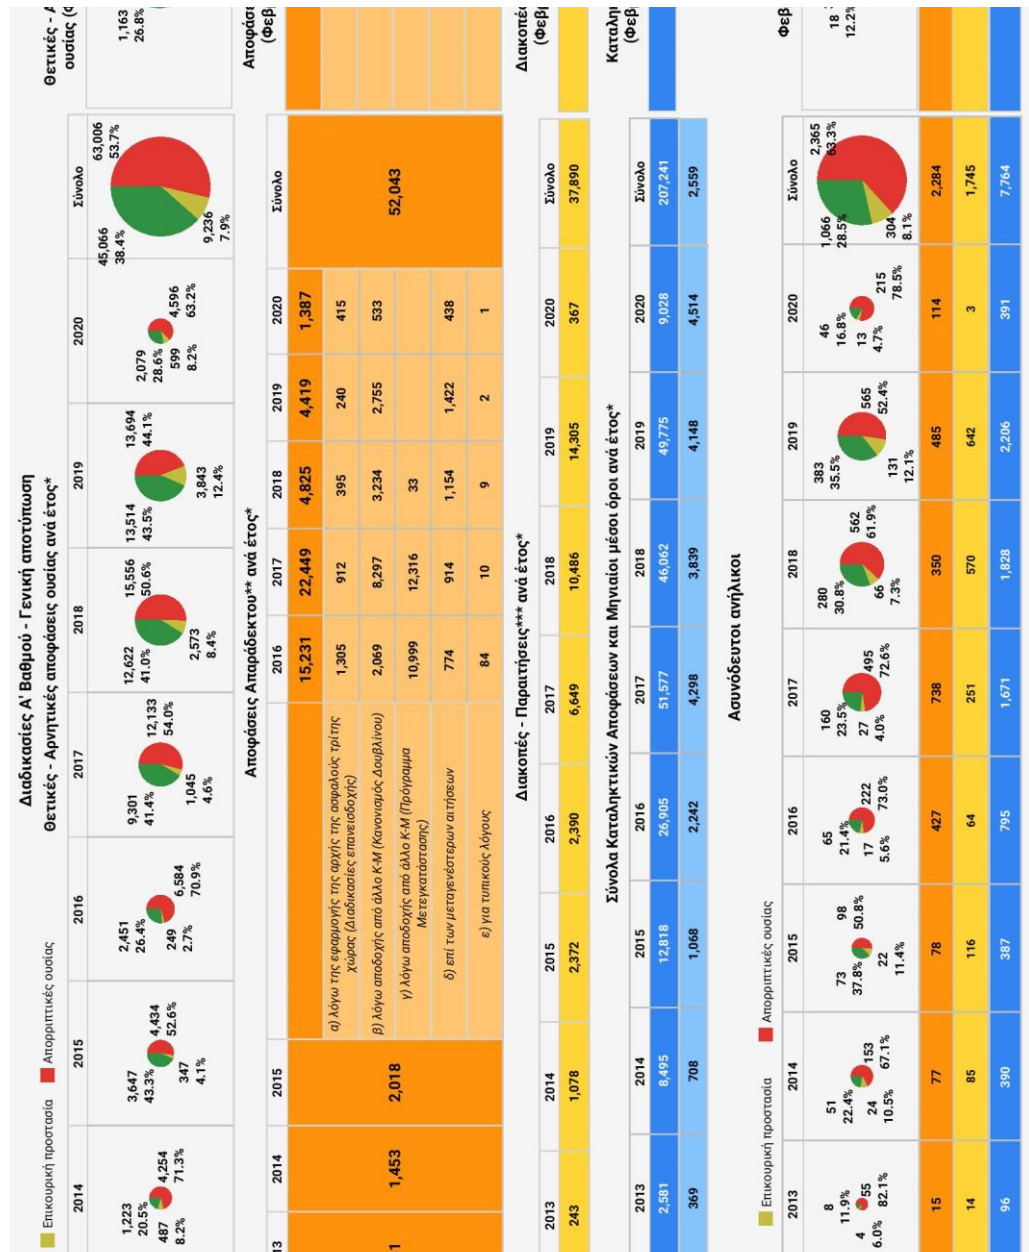 Διαδικασίες Α' Βαθμού - Γενική αποτύπωση
Θετικές - Αρνητικές αποφάσεις ουσίας ανά έτος*
Επικουρική προστασία Απορριπτικές ουσίας
2014 2015 2016 2017 2018 2019 2020 Σύνολο
1,223 20.5% 4,254 71.3% 487 8.2%
3,647 43.3% 4,434 52.6% 347 4.1%
2,451 26.4% 6,584 70.9% 249 2.7%
9,301 41.4% 12,133 54.0% 1,045 4.6%
12,622 41.0% 15,556 50.6% 2,573 8.4%
13,514 43.5% 13,694 44.1% 3,843 12.4%
2,079 28.6% 4,596 63.2% 599 8.2%
45,066 38.4% 63,006 53.7% 9,236 7.9%
Θετικές - Α
ουσίας (Φ
1,163
26.8%
Αποφάσεις Απαράδεκτου** ανά έτος*
13 2014 2015 2016 2017 2018 2019 2020 Σύνολο
1 1,453 2,018 15,231 22,449 4,825 4,419 1,387 52,043
α) λόγω της εφαρμογής της αρχής της ασφαλούς τρίτης
χώρας (Διαδικασίες επανειαδοχής) 1,305 912 395 240 415
β) λόγω αποδοχής από άλλο Κ-Μ (Κανονισμός Δουβλίνου) 2,069 8,297 3,234 2,755 533
γ) λόγω αποδοχής από άλλο Κ-Μ (Πρόγραμμα
Μετεγκατάστασης) 10,999 12,316 33
δ) επί των μεταγενέστερων αιτήσεων 774 914 1,154 1,422 438
ε) για τυπικούς λόγους 84 10 9 2 1
Αποφάσε
(Φεβ
Διακοπές - Παραιτήσεις*** ανά έτος*
2013 2014 2015 2016 2017 2018 2019 2020 Σύνολο
243 1,078 2,372 2,390 6,649 10,486 14,305 367 37,890
Διακοπές
(Φεβρ
Σύνολα Καταληκτικών Αποφάσεων και Μηνιαίοι μέσοι όροι ανά έτος*
2013 2014 2015 2016 2017 2018 2019 2020 Σύνολο
2,581 8,495 12,818 26,905 51,577 46,062 49,775 9,028 207,241
369 708 1,068 2,242 4,298 3,839 4,148 4,514 2,559
Καταλη
(Φεβρ
Ασυνόδευτοι ανήλικοι
Επικουρική προστασία Απορριπτικές ουσίας
2013 2014 2015 2016 2017 2018 2019 2020 Σύνολο
8 11.9% 55 82.1% 4 6.0%
51 22.4% 153 67.1% 24 10.5%
73 37.8% 98 50.8% 22 11.4%
65 21.4% 222 73.0% 17 5.6%
160 23.5% 495 72.6% 27 4.0%
280 30.8% 562 61.9% 66 7.3%
383 35.5% 565 52.4% 131 12.1%
46 16.8% 215 78.5% 13 4.7%
1,066 28.5% 2,365 63.3% 304 8.1%
15 77 78 427 738 350 485 114 2,284
14 85 116 64 251 570 642 3 1,745
96 390 387 795 1,671 1,828 2,206 391 7,764
Φεβ
18
12.2%